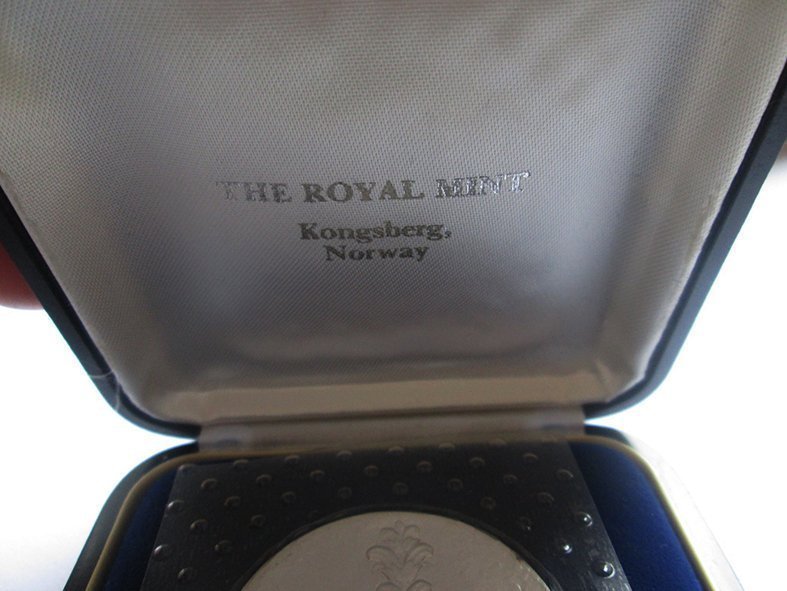 THE ROYAL MINT
Kongsberg,
Norway